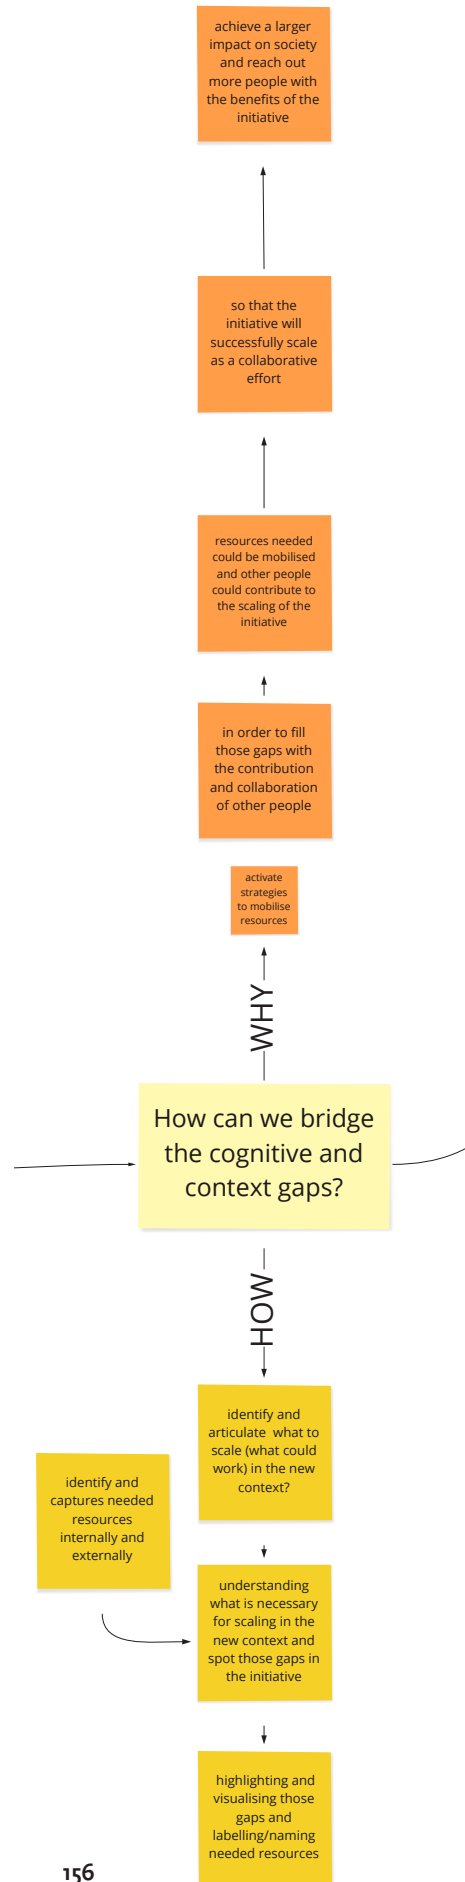 achieve a larger
impact on society
and reach out
more people with
the benefits of the
initiative
so that the
initiative will
successfully scale
as a collaborative
effort
resources needed
could be mobilised
and other people
could contribute to
the scaling of the
initiative
in order to fill
those gaps with
the contribution
and collaboration
of other people
activate
strategies
to mobilise
resources
WHY
How can we bridge
the cognitive and
context gaps?
HOW
identify and
articulate what to
scale (what could
work) in the new
context?
identify and
captures needed
resources
internally and
externally
understanding
what is necessary
for scaling in the
new context and
spot those gaps in
the initiative
highlighting and
visualising those
gaps and
labelling/naming
needed resources
156